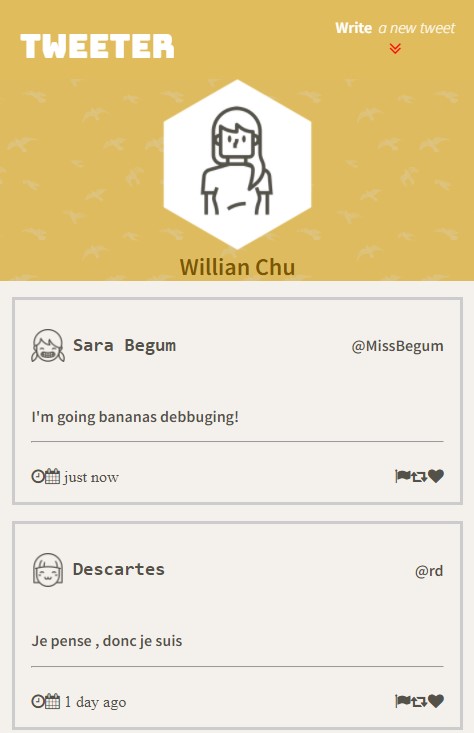 Write a new tweet
TWEETER
Willian Chu
Sara Begum @MissBegum
I'm going bananas debbuging!
just now
Descartes @rd
Je pense , donc je suis
1 day ago